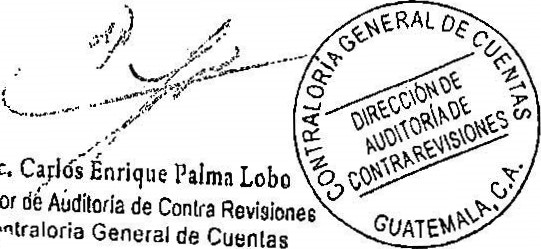 c. Carlos Enrique Palma Lobo
or de Auditoría de Contra Revisiones
ntraloria General de Cuentas
CONTRALORÍA GENERAL DE CUENTAS
DIRECCIÓN DE
AUDITORÍA DE
CONTRAREVISIONES
GUATEMALA, C.A.